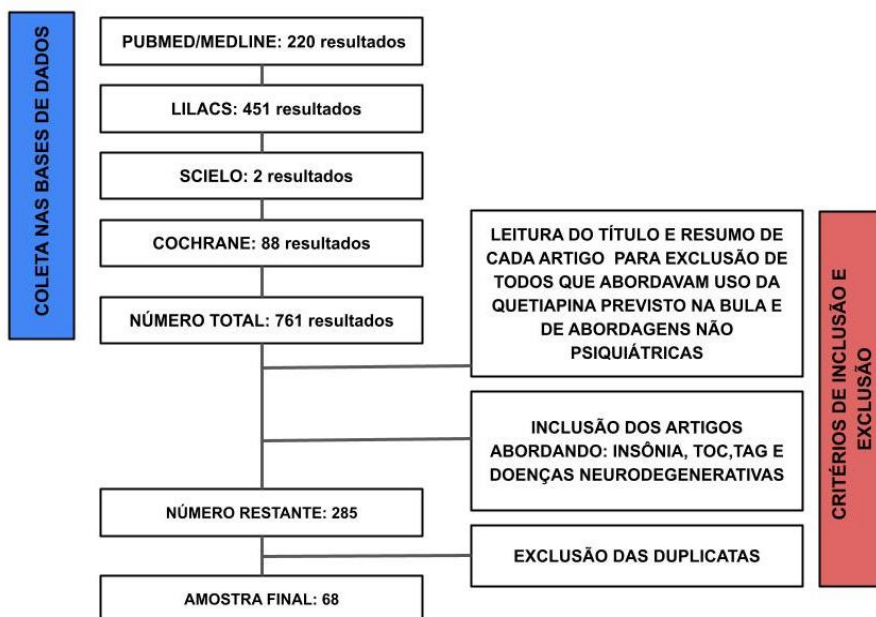 COLETA NAS BASES DE DADOS
PUBMED/MEDLINE: 220 resultados
LILACS: 451 resultados
SCIELO: 2 resultados
COCHRANE: 88 resultados
NÚMERO TOTAL: 761 resultados
LEITURA DO TÍTULO E RESUMO DE
CADA ARTIGO PARA EXCLUSÃO DE
TODOS QUE ABORDAVAM USO DA
QUETIAPINA PREVISTO NA BULA E
DE ABORDAGENS NÃO
PSIQUIÁTRICAS
INCLUSÃO DOS ARTIGOS
ABORDANDO: INSÔNIA, TOC,TAG E
DOENÇAS NEURODEGENERATIVAS
NÚMERO RESTANTE: 285
EXCLUSÃO DAS DUPLICATAS
AMOSTRA FINAL: 68
CRITÉRIOS DE INCLUSÃO E
EXCLUSÃO